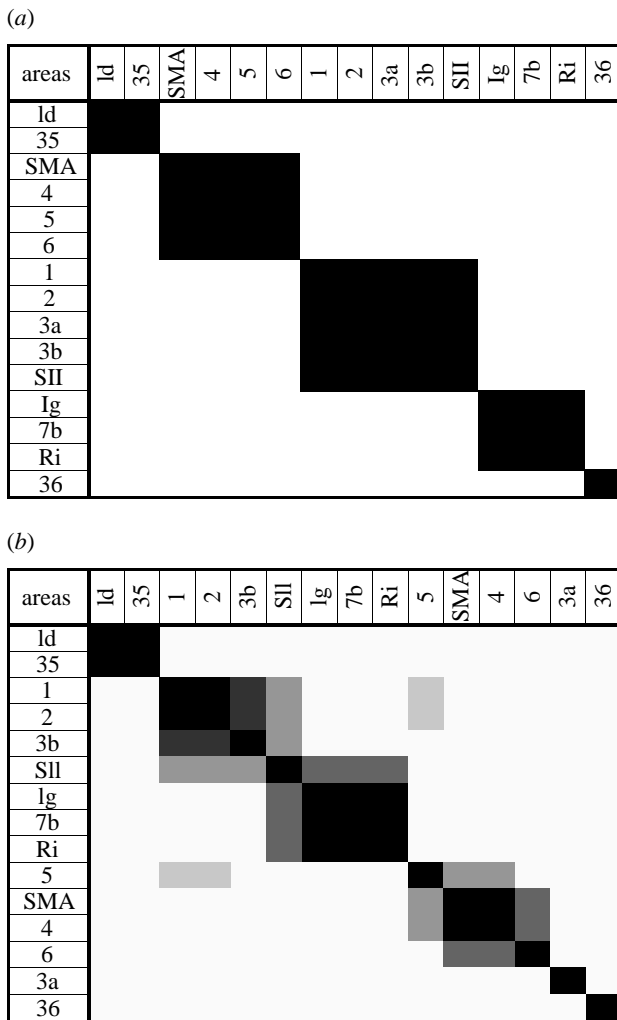 (a)
areas ld 35 SMA 4 5 6 1 2 3a 3b SII Ig 7b Ri 36
ld
35
SMA
4
5
6
1
2
3a
3b
SII
Ig
7b
Ri
36
(b)
areas ld 35 1 2 3b Sll lg 7b Ri 5 SMA 4 6 3a 36
ld
35
1
2
3b
Sll
lg
7b
Ri
5
SMA
4
6
3a
36